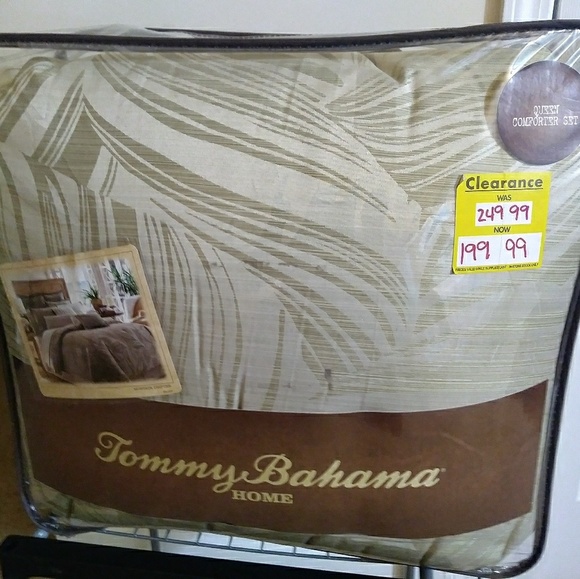 QUEEN
COMFORTER SET
Clearance
WAS
249 99
NOW
199 99
Tommy Bahama
HOME